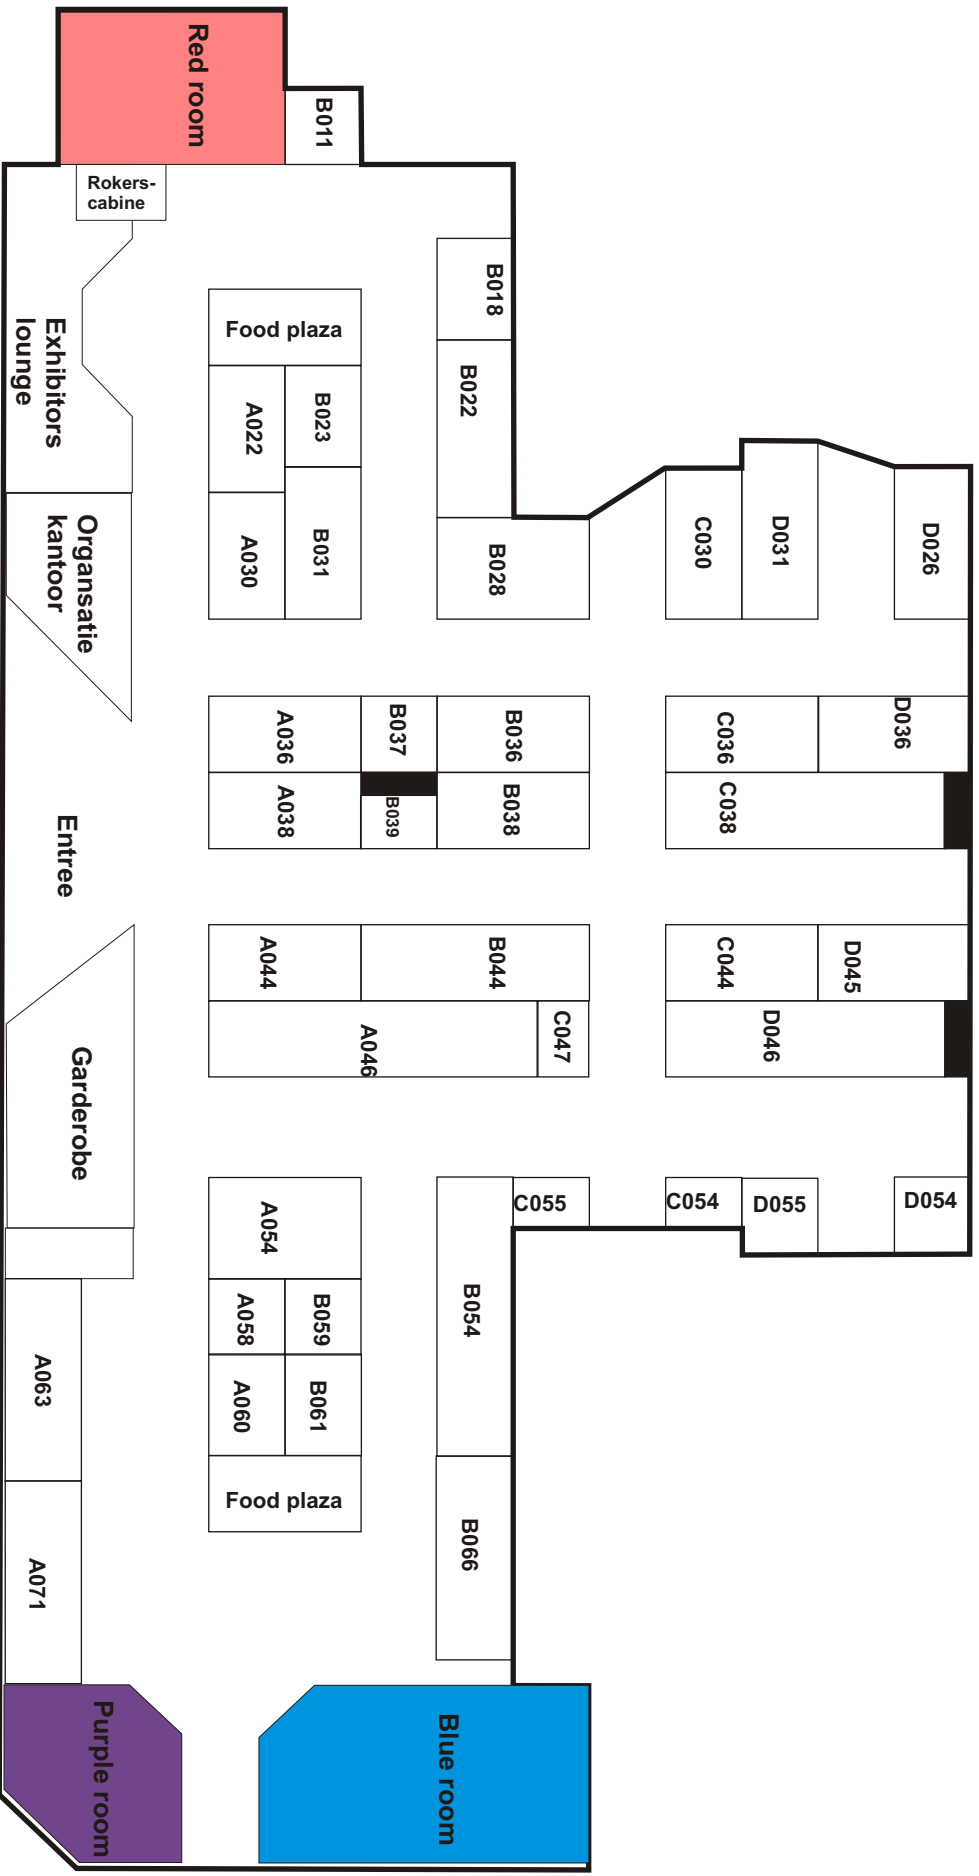 Red room
B011
Rokers-
cabine
B018
Food plaza
Exhibitors
lounge
B022
B023
A022
C030
D031
D026
Organsatie
kantoor
A030
B031
B028
A036
B037
B036
C036
D036
A038
B039
B038
C038
Entree
A044
B044
C044
D045
A046
C047
D046
Garderobe
A054
C055
C054
D055
D054
A058
B059
B054
A063
A060
B061
Food plaza
B066
A071
Purple room
Blue room